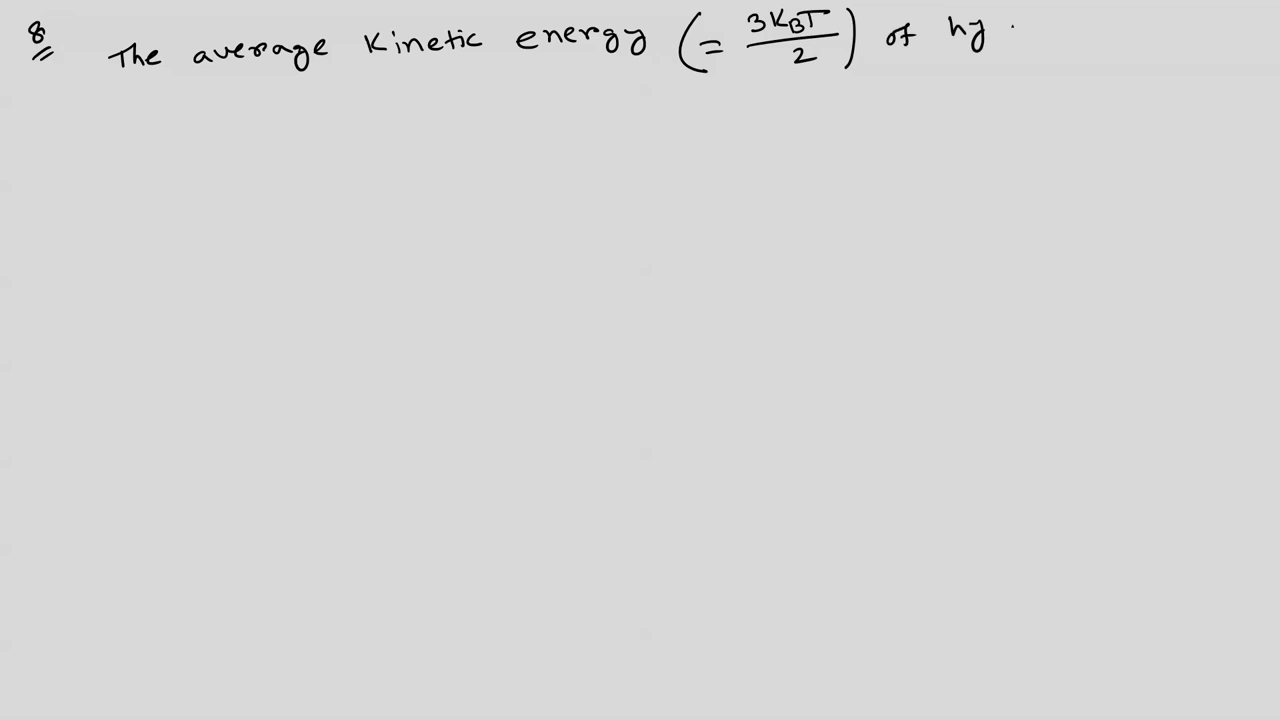 8 The average Kinetic energy (= 3KBT/2) of hy